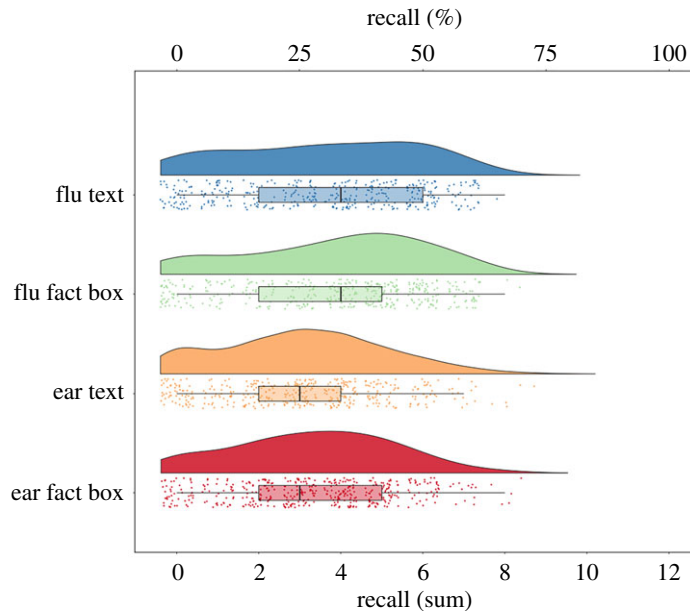 recall (%)
0 25 50 75 100
flu text
flu fact box
ear text
ear fact box
0 2 4 6 8 10 12
recall (sum)